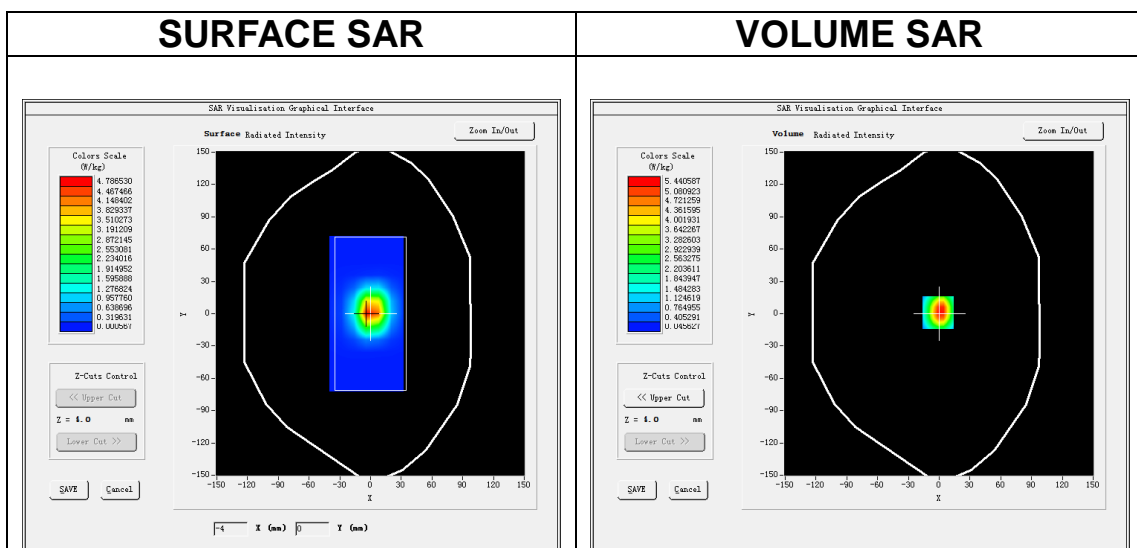 SURFACE SAR
VOLUME SAR
SAR Visualisation Graphical Interface
Surface Radiated Intensity
Zoom In/Out
Colors Scale
(W/kg)
4.786530
4.467466
4.148402
3.829337
3.510273
3.191209
2.872145
2.553081
2.234016
1.914952
1.595888
1.276824
0.957760
0.638696
0.319631
0.000567
150
120
90
60
30
0
-30
-60
-90
-120
-150
Y
-150 -120 -90 -60 -30 0 30 60 90 120 150
X
Z-Cuts Control
<< Upper Cut
Z = 4.0 mm
Lower Cut >>
SAVE Cancel
-4 X (mm) 0 Y (mm)
SAR Visualisation Graphical Interface
Volume Radiated Intensity
Zoom In/Out
Colors Scale
(W/kg)
5.440587
5.080923
4.721259
4.361595
4.001931
3.642267
3.282603
2.922939
2.563275
2.203611
1.843947
1.484283
1.124619
0.764955
0.405291
0.045627
150
120
90
60
30
0
-30
-60
-90
-120
-150
Y
-150 -120 -90 -60 -30 0 30 60 90 120 150
X
Z-Cuts Control
<< Upper Cut
Z = 4.0 mm
Lower Cut >>
SAVE Cancel